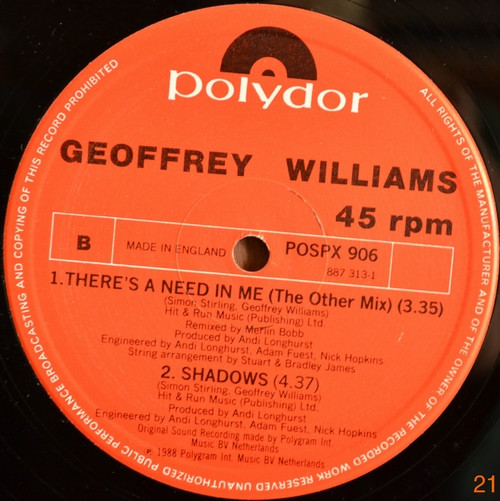 polydor
GEOFFREY WILLIAMS
45 rpm
B
MADE IN ENGLAND
POSPX 906
887 313-1
1.THERE'S A NEED IN ME (The Other Mix) (3.35)
(Simon Stirling, Geoffrey Williams)
Hit & Run Music (Publishing) Ltd.
Remixed by Merlin Bobb
Produced by Andi Longhurst
Engineered by Andi Longhurst, Adam Fuest, Nick Hopkins
String arrangement by Stuart & Bradley James
2. SHADOWS (4.37)
(Simon Stirling, Geoffrey Williams)
Hit & Run Music (Publishing) Ltd.
Produced by Andi Longhurst
Engineered by Andi Longhurst, Adam Fuest, Nick Hopkins
Original Sound Recording made by Polygram Int.
Music BV Netherlands
℗ 1988 Polygram Int. Music BV Netherlands
ALL RIGHTS OF THE MANUFACTURER AND OF THE OWNER OF THE RECORDED WORK RESERVED UNAUTHORIZED PUBLIC PERFORMANCE BROADCASTING AND COPYING OF THIS RECORD PROHIBITED
21